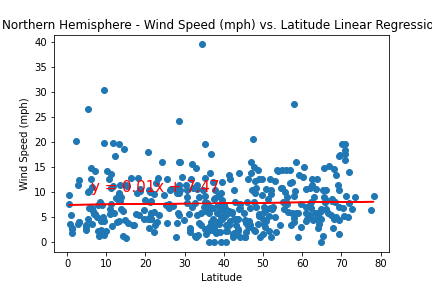 Northern Hemisphere - Wind Speed (mph) vs. Latitude Linear Regressio
40
35
30
25
20
15
10
5
0
Wind Speed (mph)
y = 0.01x + 7.47
0 10 20 30 40 50 60 70 80
Latitude